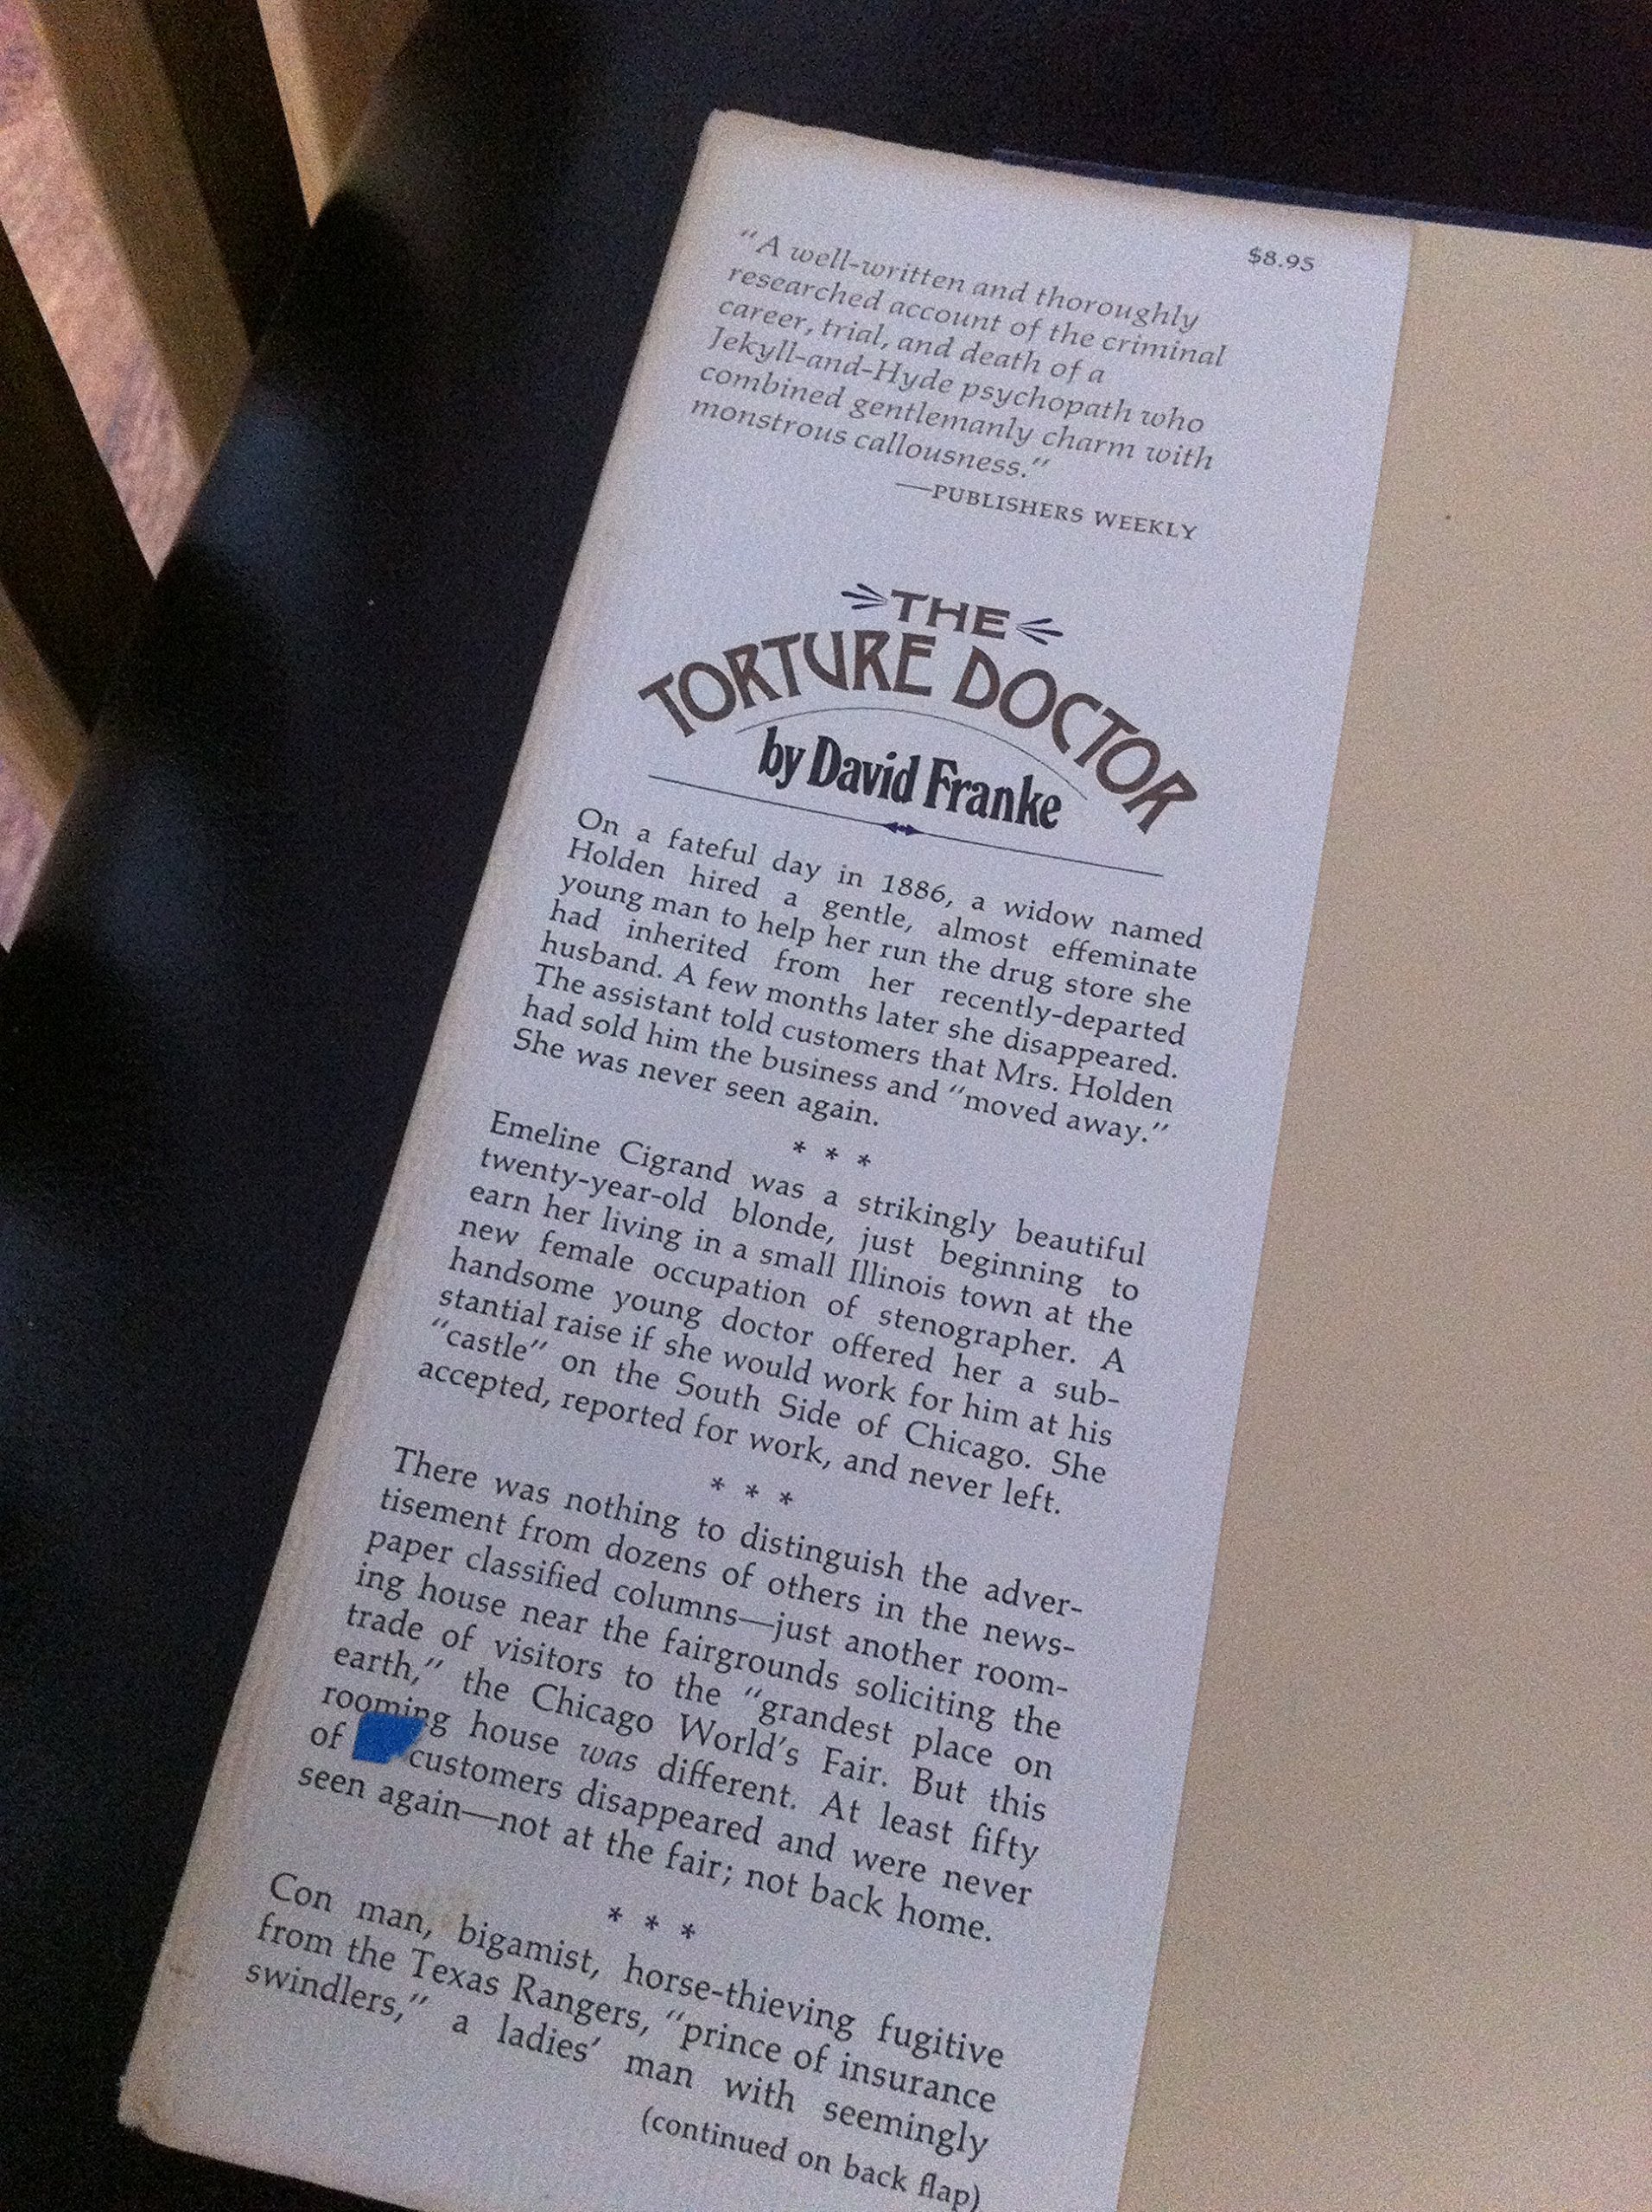 $8.95
"A well-written and thoroughly
researched account of the criminal
career, trial, and death of a
Jekyll-and-Hyde psychopath who
combined gentlemanly charm with
monstrous callousness."
—PUBLISHERS WEEKLY
THE
TORTURE DOCTOR
by David Franke
On a fateful day in 1886, a widow named
Holden hired a gentle, almost effeminate
young man to help her run the drug store she
had inherited from her recently-departed
husband. A few months later she disappeared.
The assistant told customers that Mrs. Holden
had sold him the business and "moved away."
She was never seen again.
* * *
Emeline Cigrand was a strikingly beautiful
twenty-year-old blonde, just beginning to
earn her living in a small Illinois town at the
new female occupation of stenographer. A
handsome young doctor offered her a sub-
stantial raise if she would work for him at his
"castle" on the South Side of Chicago. She
accepted, reported for work, and never left.
* * *
There was nothing to distinguish the adver-
tisement from dozens of others in the news-
paper classified columns—just another room-
ing house near the fairgrounds soliciting the
trade of visitors to the "grandest place on
earth," the Chicago World's Fair. But this
rooming house was different. At least fifty
of customers disappeared and were never
seen again—not at the fair; not back home.
* * *
Con man, bigamist, horse-thieving fugitive
from the Texas Rangers, "prince of insurance
swindlers," a ladies' man with seemingly
(continued on back flap)